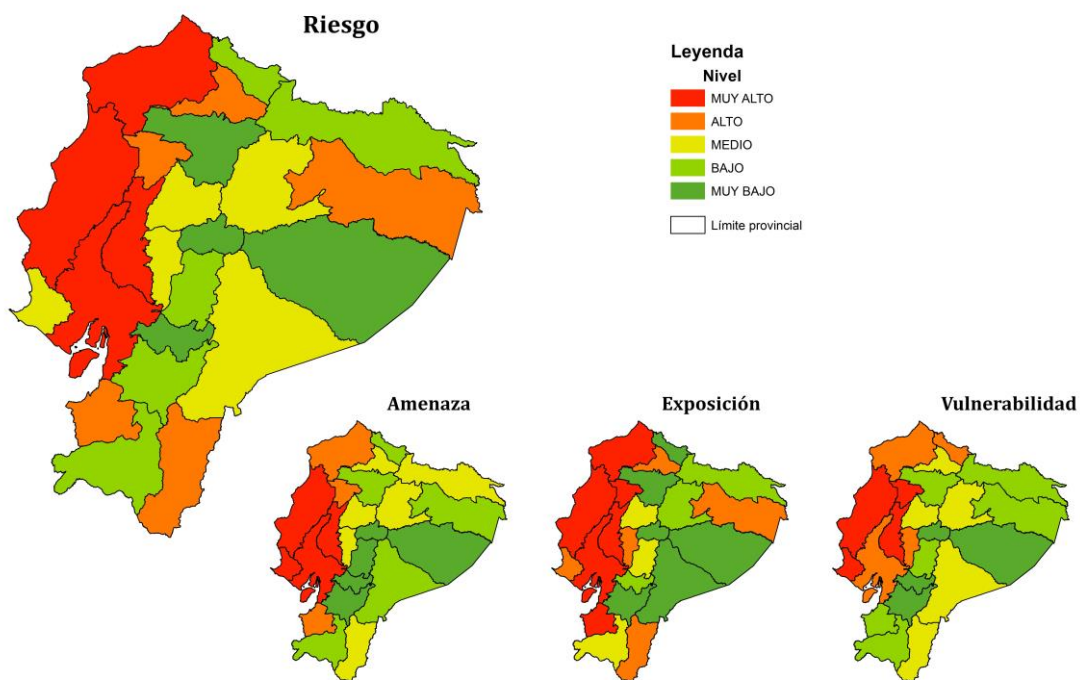 Riesgo
Leyenda
Nivel
MUY ALTO
ALTO
MEDIO
BAJO
MUY BAJO
Límite provincial
Amenaza
Exposición
Vulnerabilidad